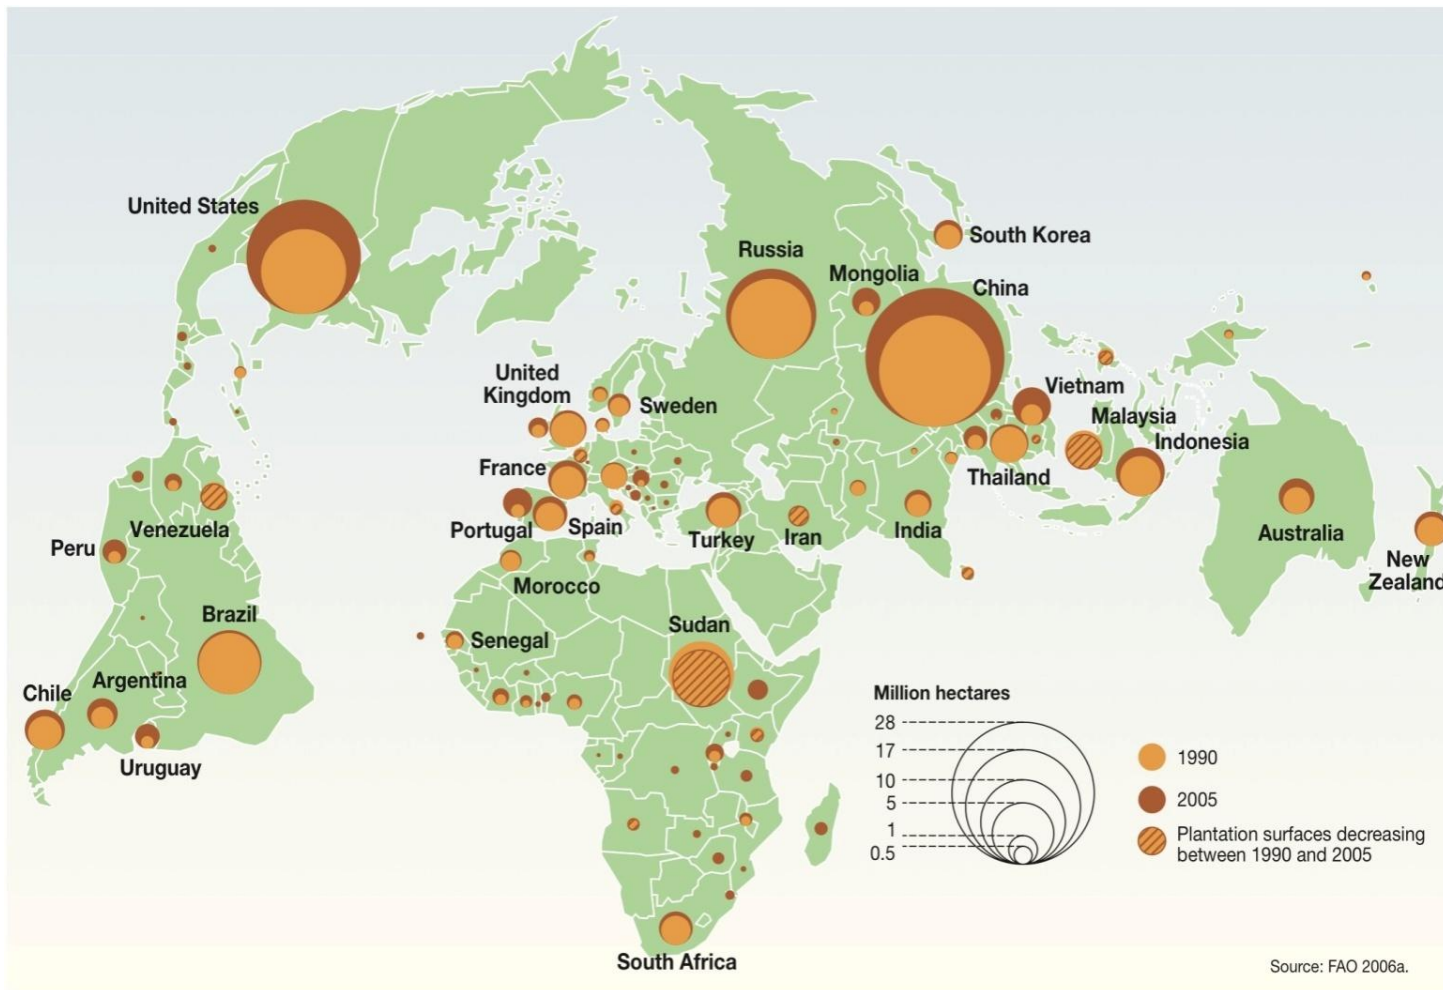 United States
Russia
South Korea
Mongolia
China
United
Kingdom
Sweden
Vietnam
Malaysia
Indonesia
France
Thailand
Portugal
Spain
Turkey
Iran
India
Australia
New
Zealand
Venezuela
Peru
Morocco
Brazil
Senegal
Sudan
Chile
Argentina
Uruguay
South Africa
Million hectares
28
17
10
5
1
0.5
1990
2005
Plantation surfaces decreasing
between 1990 and 2005
Source: FAO 2006a.